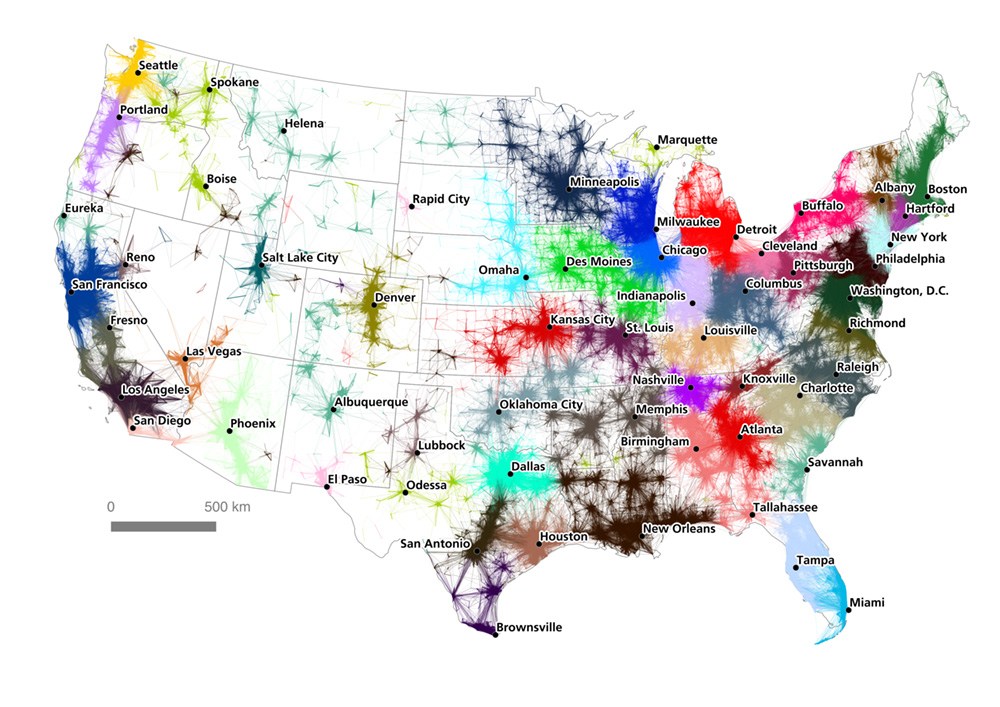 Seattle
Spokane
Portland
Helena
Marquette
Boise
Minneapolis
Albany
Boston
Rapid City
Buffalo
Hartford
Eureka
Milwaukee
Detroit
New York
Reno
Salt Lake City
Des Moines
Chicago
Cleveland
Philadelphia
Omaha
Pittsburgh
San Francisco
Denver
Indianapolis
Columbus
Washington, D.C.
Fresno
Kansas City
St. Louis
Louisville
Richmond
Las Vegas
Los Angeles
Nashville
Knoxville
Raleigh
Charlotte
San Diego
Phoenix
Albuquerque
Oklahoma City
Memphis
Lubbock
Birmingham
Atlanta
El Paso
Odessa
Dallas
Savannah
0 500 km
San Antonio
Houston
New Orleans
Tallahassee
Tampa
Miami
Brownsville